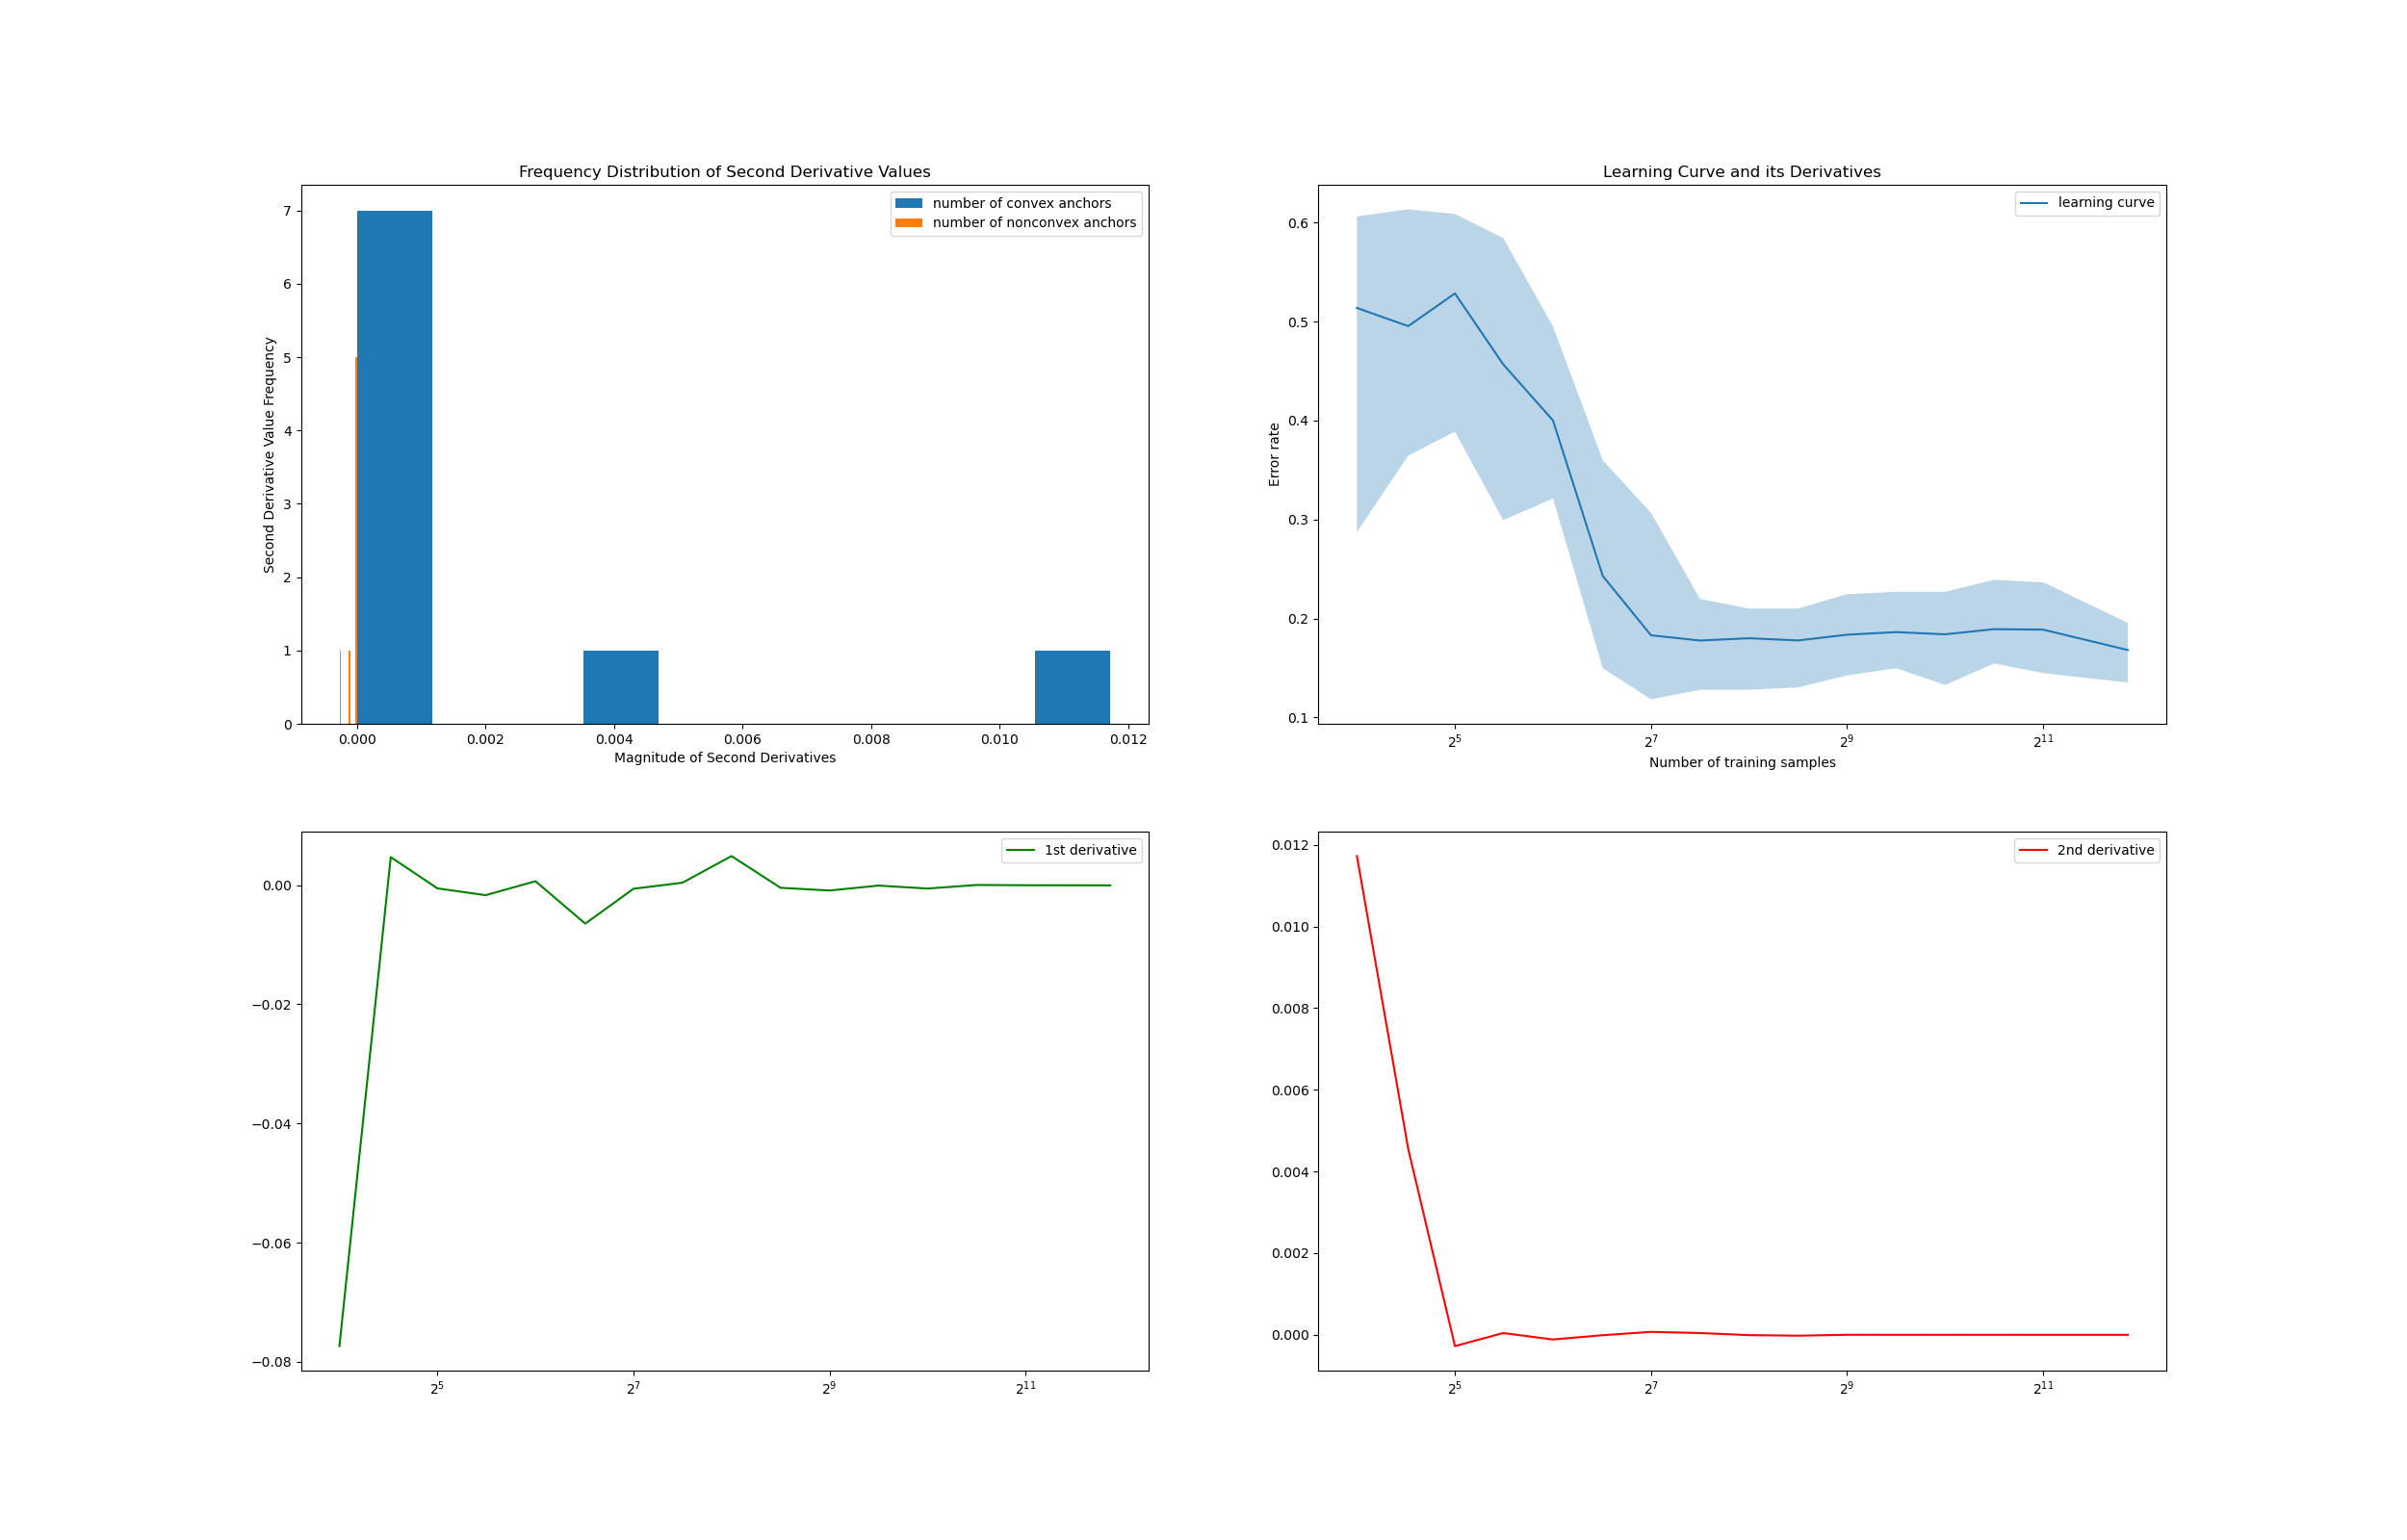 Frequency Distribution of Second Derivative Values
number of convex anchors
number of nonconvex anchors
Second Derivative Value Frequency
7
6
5
4
3
2
1
0
0.000 0.002 0.004 0.006 0.008 0.010 0.012
Magnitude of Second Derivatives
Learning Curve and its Derivatives
learning curve
Error rate
0.6
0.5
0.4
0.3
0.2
0.1
2^5 2^7 2^9 2^11
Number of training samples
1st derivative
0.00
−0.02
−0.04
−0.06
−0.08
2^5 2^7 2^9 2^11
2nd derivative
0.012
0.010
0.008
0.006
0.004
0.002
0.000
2^5 2^7 2^9 2^11